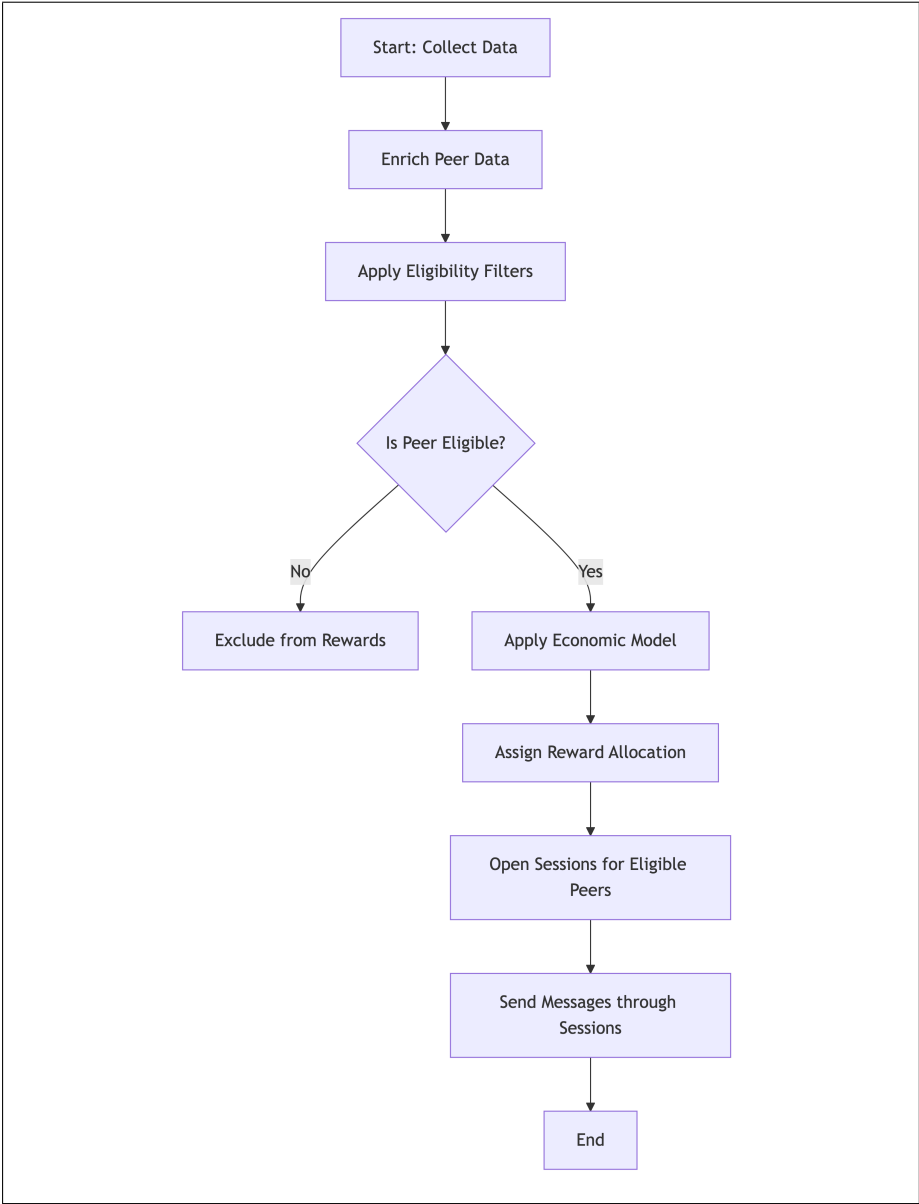 Start: Collect Data
Enrich Peer Data
Apply Eligibility Filters
Is Peer Eligible?
No
Yes
Exclude from Rewards
Apply Economic Model
Assign Reward Allocation
Open Sessions for Eligible
Peers
Send Messages through
Sessions
End